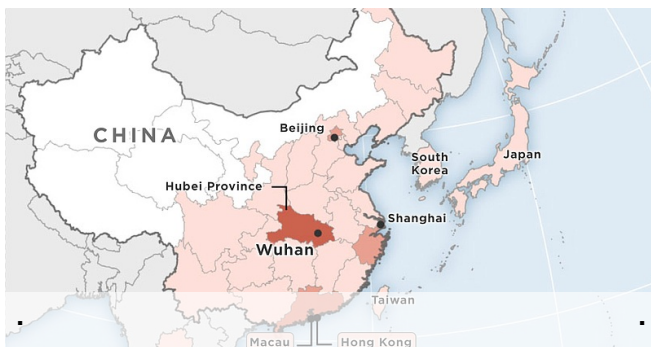 CHINA
Beijing
South
Korea
Japan
Hubei Province
Shanghai
Wuhan
Taiwan
Macau
Hong Kong